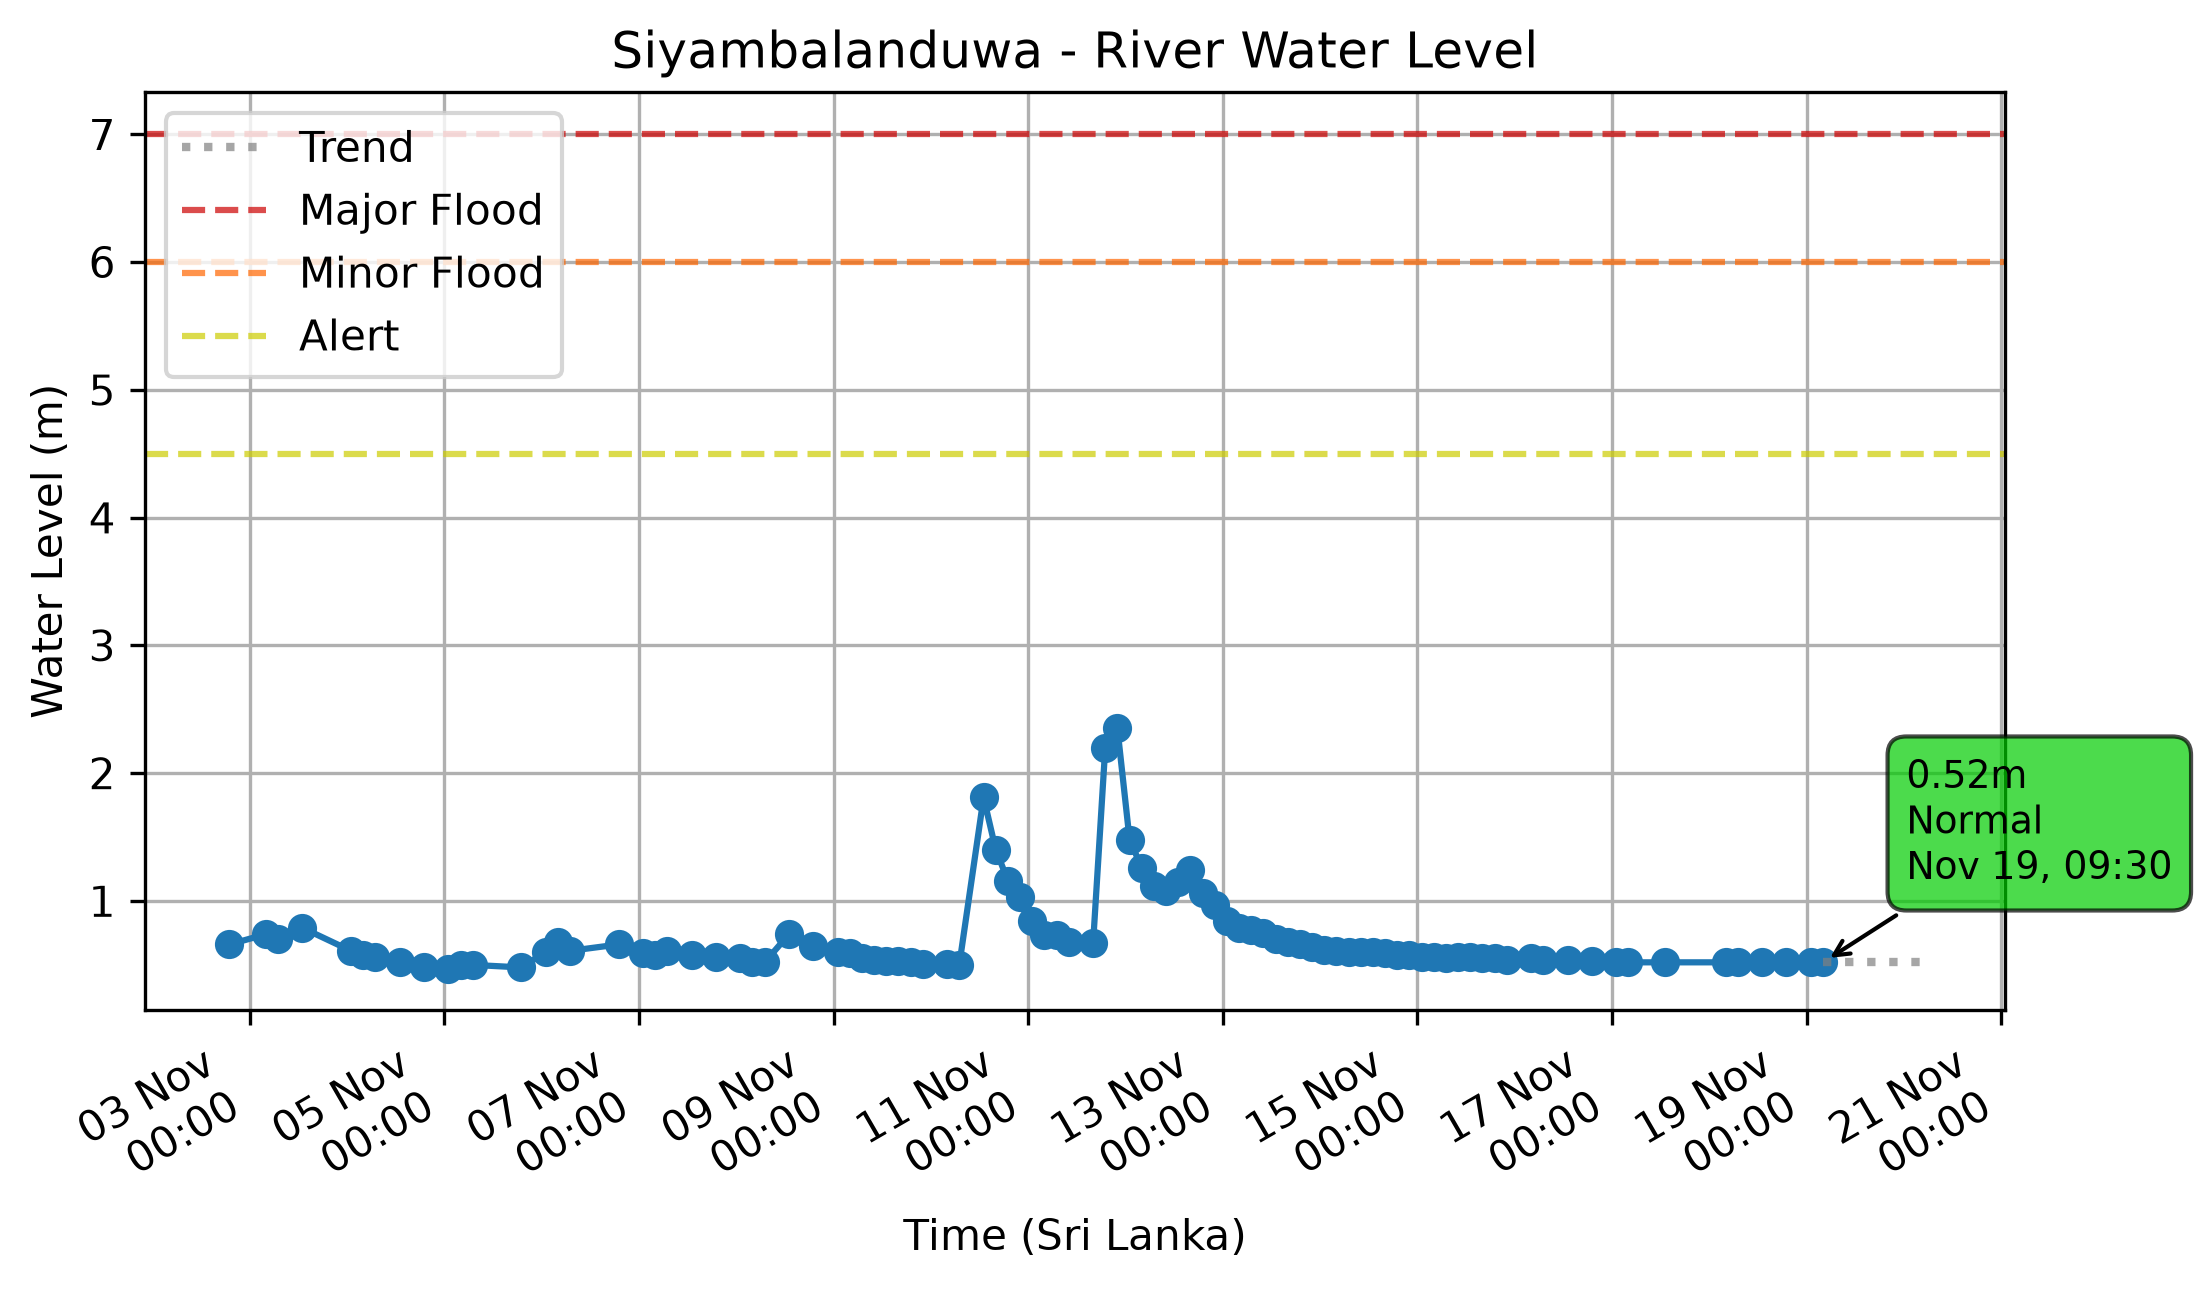 Siyambalanduwa - River Water Level
Trend
Major Flood
Minor Flood
Alert
Water Level (m)
7
6
5
4
3
2
1
0.52m
Normal
Nov 19, 09:30
03 Nov
00:00
05 Nov
00:00
07 Nov
00:00
09 Nov
00:00
11 Nov
00:00
13 Nov
00:00
15 Nov
00:00
17 Nov
00:00
19 Nov
00:00
21 Nov
00:00
Time (Sri Lanka)